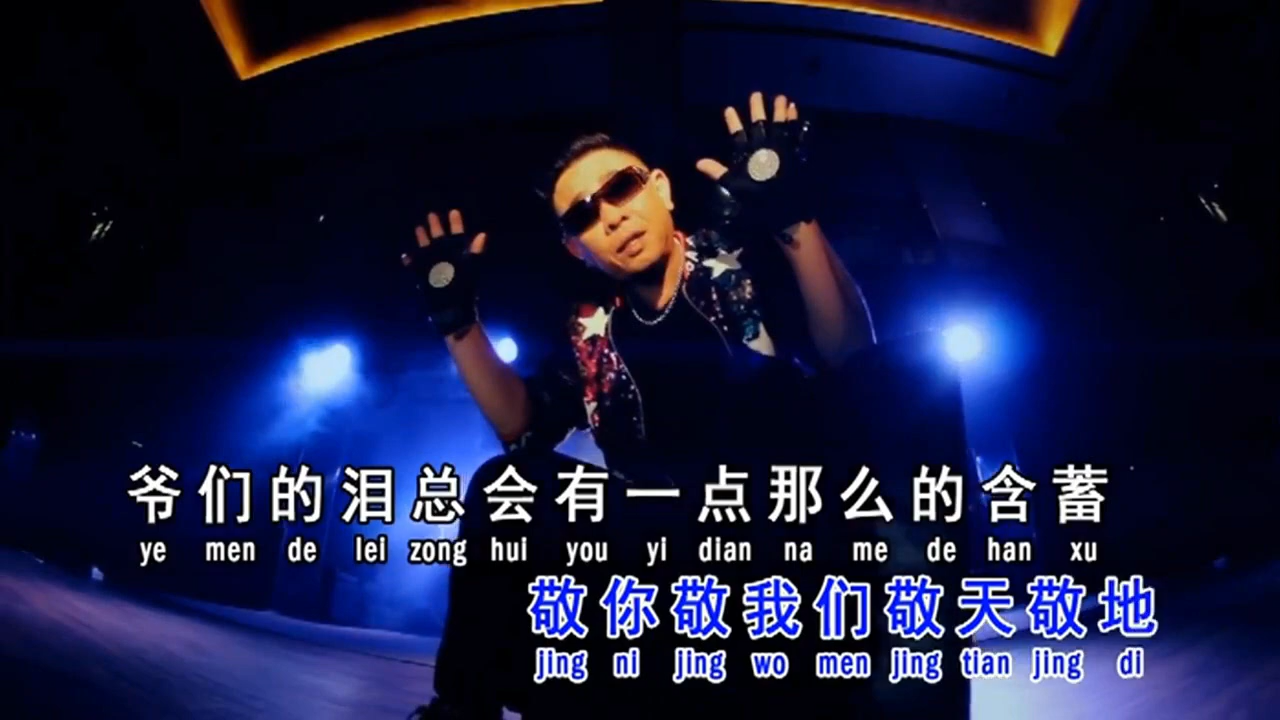 爷们的泪总会有一点那么的含蓄
ye men de lei zong hui you yi dian na me de han xu
敬你敬我们敬天敬地
jing ni jing wo men jing tian jing di